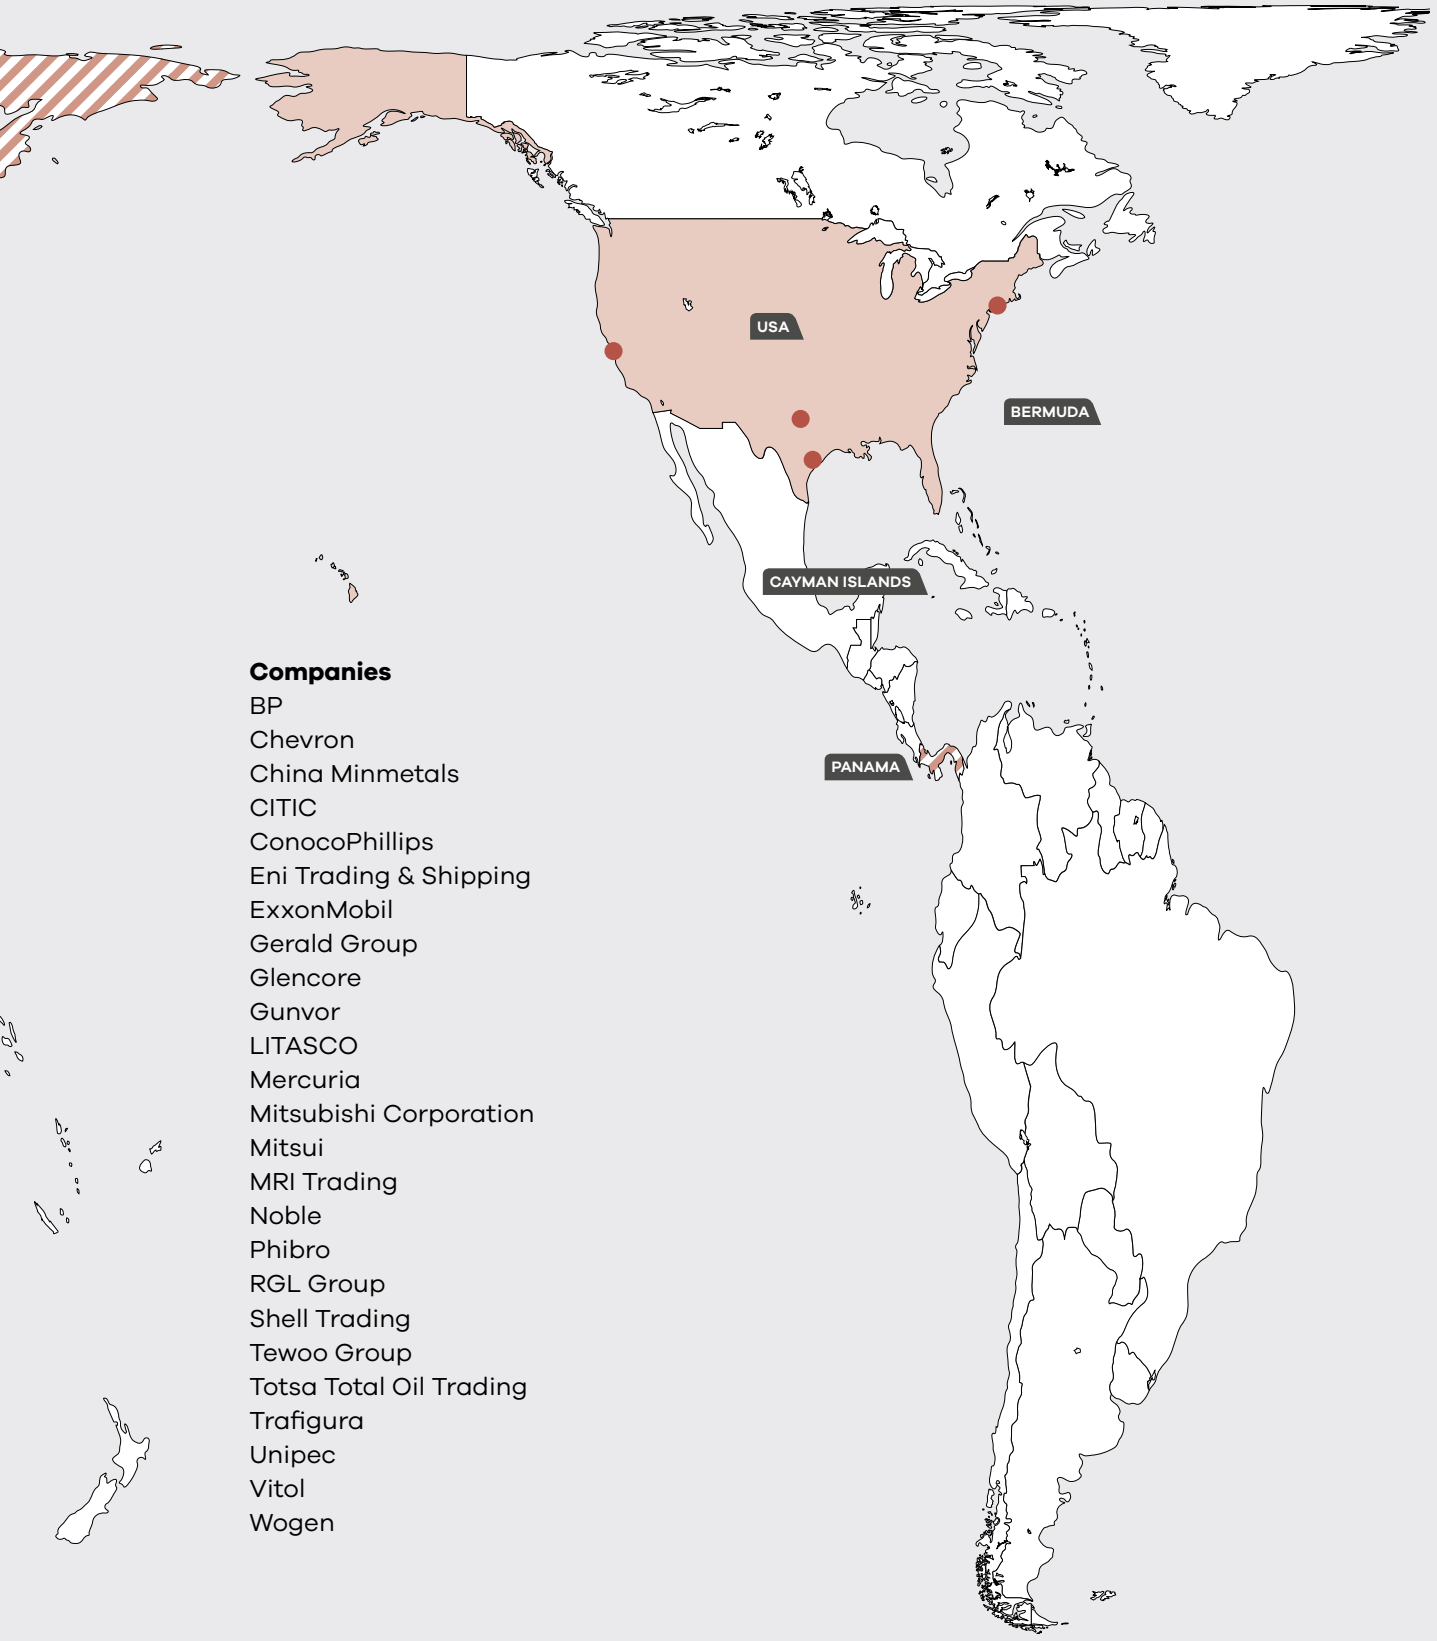 USA
BERMUDA
CAYMAN ISLANDS
PANAMA
Companies
BP
Chevron
China Minmetals
CITIC
ConocoPhillips
Eni Trading & Shipping
ExxonMobil
Gerald Group
Glencore
Gunvor
LITASCO
Mercuria
Mitsubishi Corporation
Mitsui
MRI Trading
Noble
Phibro
RGL Group
Shell Trading
Tewoo Group
Totsa Total Oil Trading
Trafigura
Unipec
Vitol
Wogen